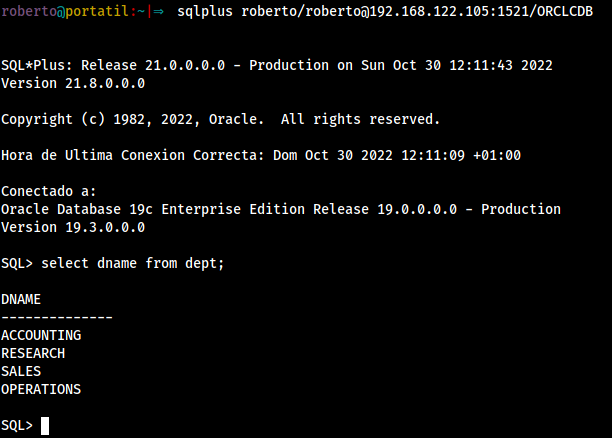 roberto@portatil:~|⇒  sqlplus roberto/roberto@192.168.122.105:1521/ORCLCDB
SQL*Plus: Release 21.0.0.0.0 - Production on Sun Oct 30 12:11:43 2022
Version 21.8.0.0.0
Copyright (c) 1982, 2022, Oracle.  All rights reserved.
Hora de Ultima Conexion Correcta: Dom Oct 30 2022 12:11:09 +01:00
Conectado a:
Oracle Database 19c Enterprise Edition Release 19.0.0.0.0 - Production
Version 19.3.0.0.0
SQL> select dname from dept;
DNAME
--------------
ACCOUNTING
RESEARCH
SALES
OPERATIONS
SQL>